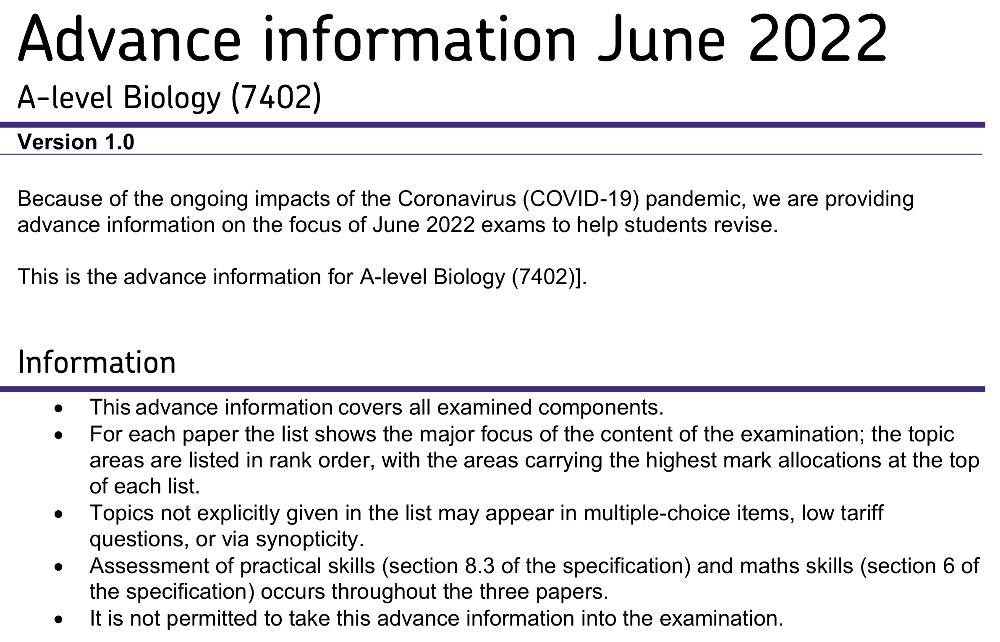 Advance information June 2022
A-level Biology (7402)
Version 1.0
Because of the ongoing impacts of the Coronavirus (COVID-19) pandemic, we are providing
advance information on the focus of June 2022 exams to help students revise.
This is the advance information for A-level Biology (7402)].
Information
• This advance information covers all examined components.
• For each paper the list shows the major focus of the content of the examination; the topic
areas are listed in rank order, with the areas carrying the highest mark allocations at the top
of each list.
• Topics not explicitly given in the list may appear in multiple-choice items, low tariff
questions, or via synopticity.
• Assessment of practical skills (section 8.3 of the specification) and maths skills (section 6 of
the specification) occurs throughout the three papers.
• It is not permitted to take this advance information into the examination.